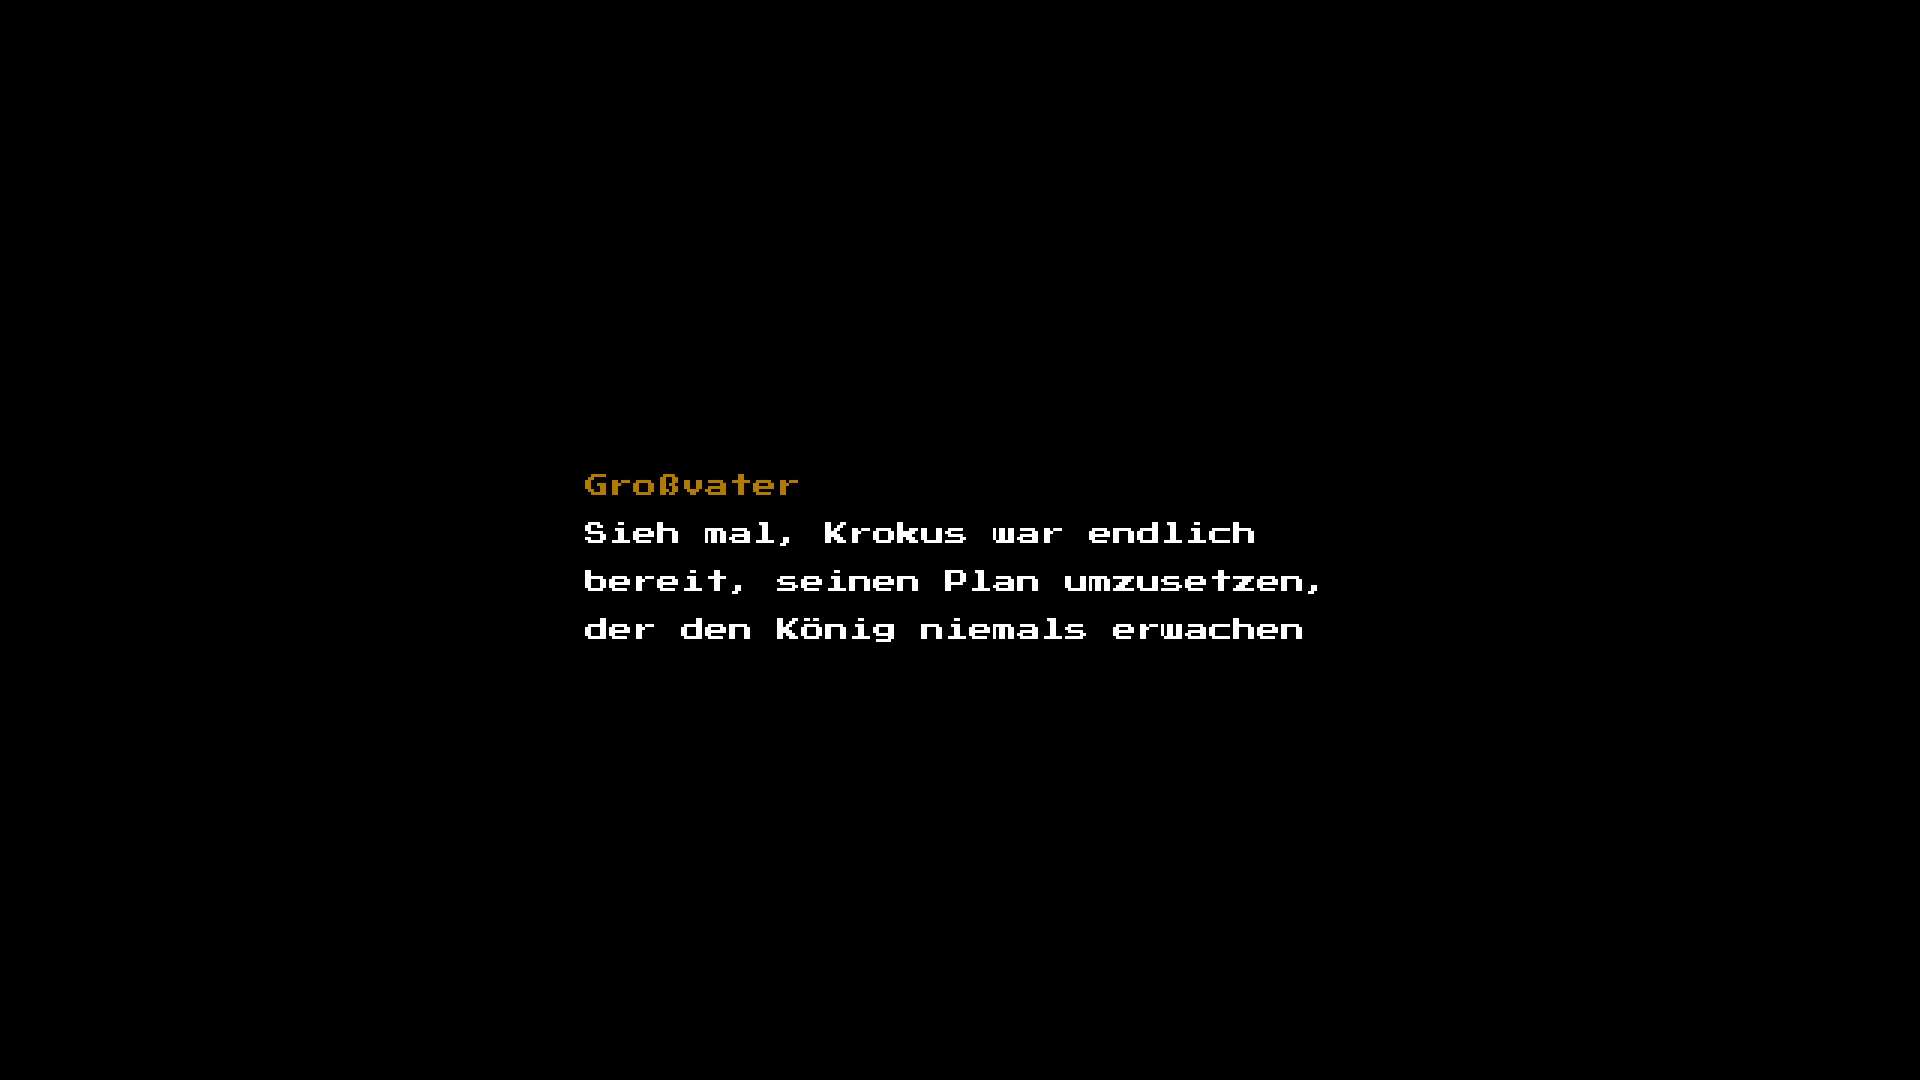 Großvater
Sieh mal, Krokus war endlich
bereit, seinen Plan umzusetzen,
der den König niemals erwachen